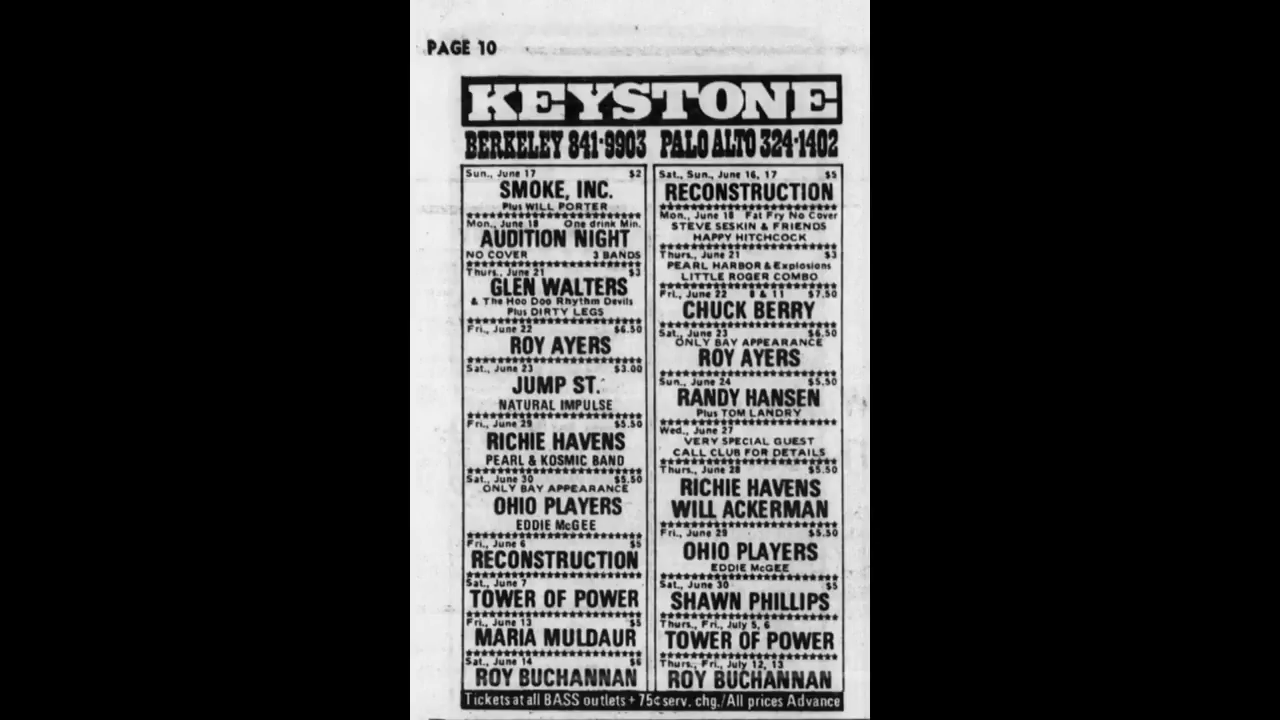 PAGE 10
KEYSTONE
BERKELEY 841·9903 PALO ALTO 324·1402
Sun., June 17 $2
SMOKE, INC.
Plus WILL PORTER
Mon., June 18 One drink Min.
AUDITION NIGHT
NO COVER 3 BANDS
Thurs., June 21 $3
GLEN WALTERS
& The Hoo Doo Rhythm Devils
Plus DIRTY LEGS
Fri., June 22 $6.50
ROY AYERS
Sat., June 23 $3.00
JUMP ST.
NATURAL IMPULSE
Fri., June 29 $5.50
RICHIE HAVENS
PEARL & KOSMIC BAND
Sat., June 30 $5.50
ONLY BAY APPEARANCE
OHIO PLAYERS
EDDIE McGEE
Fri., June 6 $5
RECONSTRUCTION
Sat., June 7
TOWER OF POWER
Fri., June 13 $5
MARIA MULDAUR
Sat., June 14 $6
ROY BUCHANNAN
Sat., Sun., June 16, 17 $5
RECONSTRUCTION
Mon., June 18 Fat Fry No Cover
STEVE SESKIN & FRIENDS
HAPPY HITCHCOCK
Thurs., June 21 $3
PEARL HARBOR & Explosions
LITTLE ROGER COMBO
Fri., June 22 8 & 11 $7.50
CHUCK BERRY
Sat., June 23 $6.50
ONLY BAY APPEARANCE
ROY AYERS
Sun., June 24 $5.50
RANDY HANSEN
Plus TOM LANDRY
Wed., June 27
VERY SPECIAL GUEST
CALL CLUB FOR DETAILS
Thurs., June 28 $5.50
RICHIE HAVENS
WILL ACKERMAN
Fri., June 29 $5.50
OHIO PLAYERS
EDDIE McGEE
Sat., June 30 $5
SHAWN PHILLIPS
Thurs., Fri., July 5, 6
TOWER OF POWER
Thurs., Fri., July 12, 13
ROY BUCHANNAN
Tickets at all BASS outlets + 75¢ serv. chg./All prices Advance